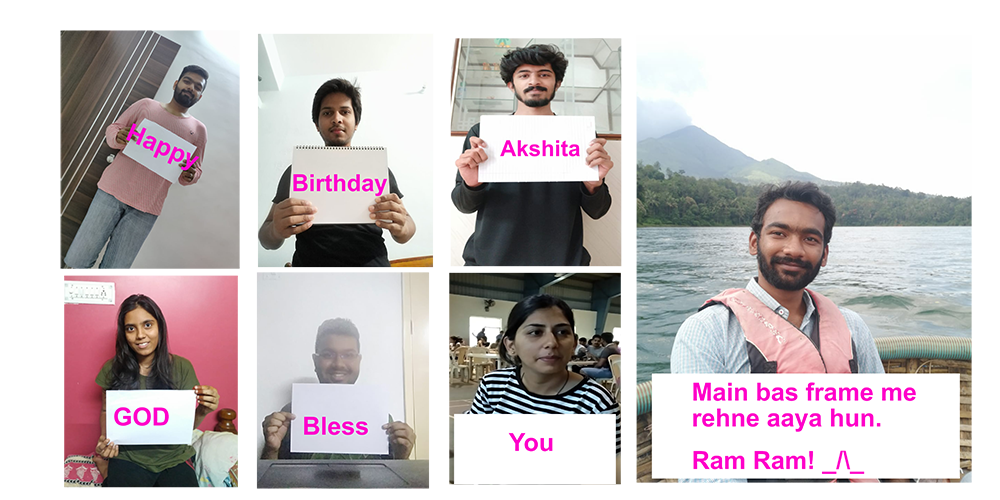 Happy
Birthday
Akshita
GOD
Bless
You
Main bas frame me
rehne aaya hun.
Ram Ram! _/\_